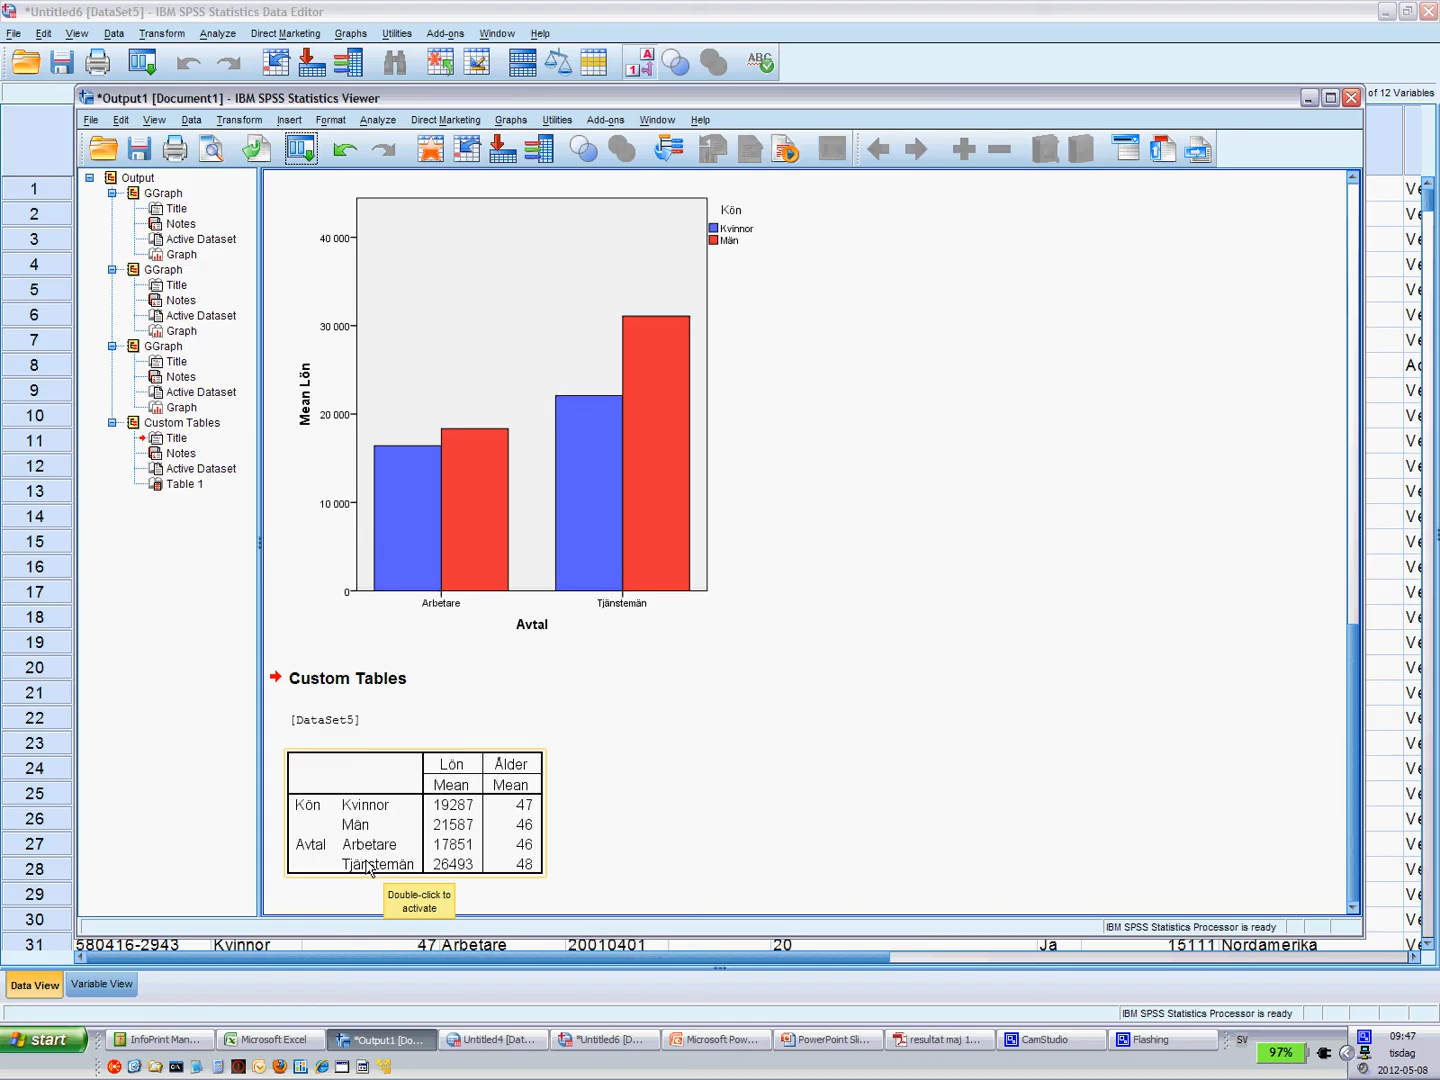 *Untitled6 [DataSet5] - IBM SPSS Statistics Data Editor
File Edit View Data Transform Analyze Direct Marketing Graphs Utilities Add-ons Window Help
of 12 Variables
*Output1 [Document1] - IBM SPSS Statistics Viewer
File Edit View Data Transform Insert Format Analyze Direct Marketing Graphs Utilities Add-ons Window Help
Output
GGraph
Title
Notes
Active Dataset
Graph
GGraph
Title
Notes
Active Dataset
Graph
GGraph
Title
Notes
Active Dataset
Graph
Custom Tables
Title
Notes
Active Dataset
Table 1
Kön
Kvinnor
Män
40 000
30 000
20 000
10 000
0
Mean Lön
Arbetare Tjänstemän
Avtal
Custom Tables
[DataSet5]
Lön Ålder
Mean Mean
Kön Kvinnor 19287 47
Män 21587 46
Avtal Arbetare 17851 46
Tjänstemän 26493 48
Double-click to
activate
IBM SPSS Statistics Processor is ready
1
2
3
4
5
6
7
8
9
10
11
12
13
14
15
16
17
18
19
20
21
22
23
24
25
26
27
28
29
30
31 580416-2943 Kvinnor 47 Arbetare 20010401 20 Ja 15111 Nordamerika
Data View Variable View
IBM SPSS Statistics Processor is ready
start InfoPrint Man... Microsoft Excel *Output1 [Do... Untitled4 [Dat... *Untitled6 [D... Microsoft Pow... PowerPoint Sli... resultat maj 1... CamStudio Flashing SV 97% 09:47
tisdag
2012-05-08